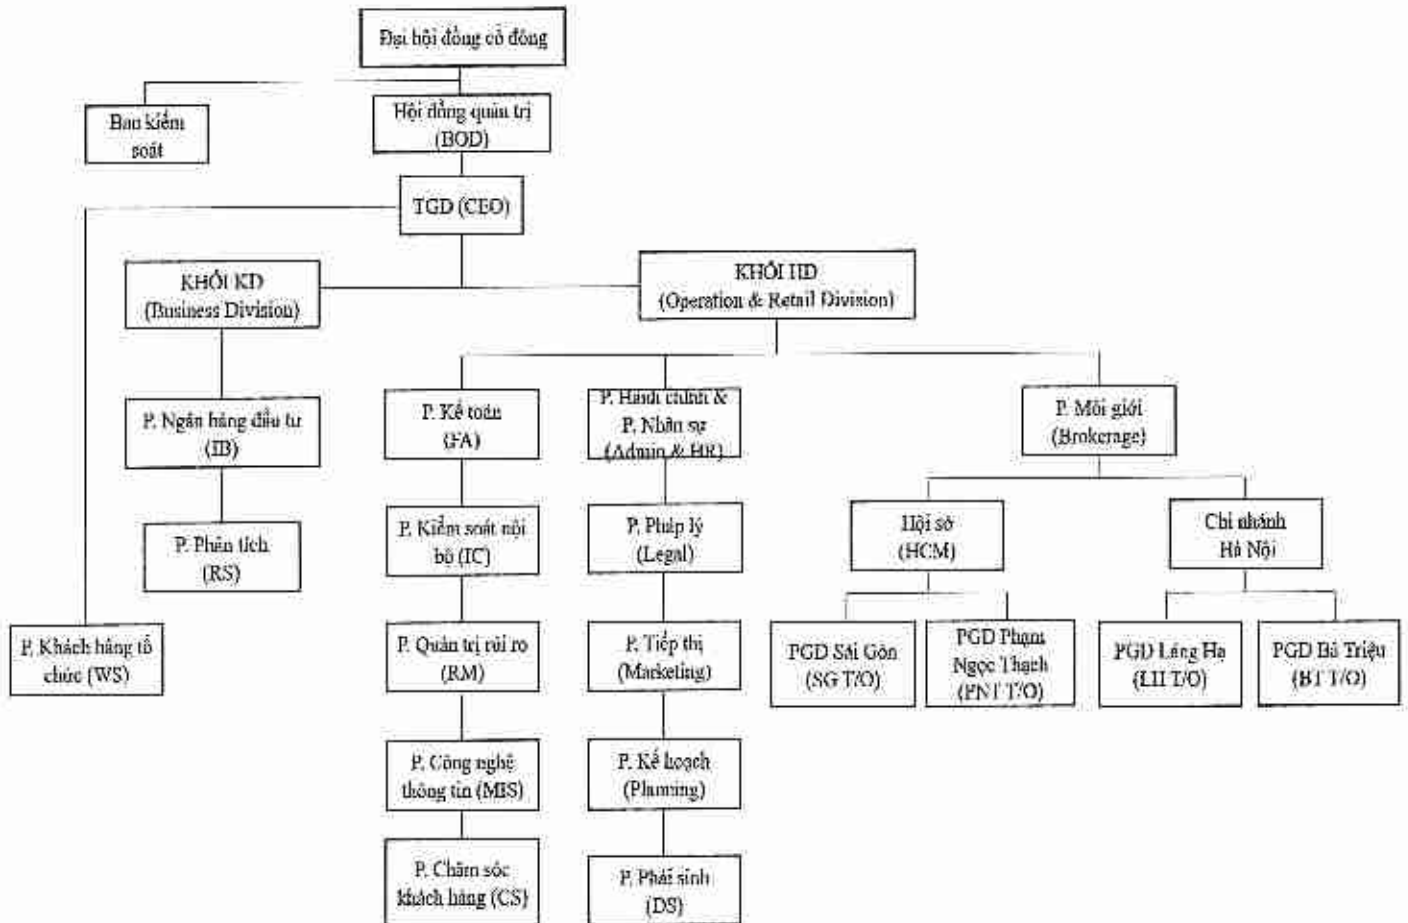 Đại hội đồng cổ đông
Ban kiểm
soát
Hội đồng quản trị
(BOD)
TGD (CEO)
KHỐI KD
(Business Division)
KHỐI HD
(Operation & Retail Division)
P. Ngân hàng đầu tư
(IB)
P. Phân tích
(RS)
P. Khách hàng tổ
chức (WS)
P. Kế toán
(FA)
P. Kiểm soát nội
bộ (IC)
P. Quản trị rủi ro
(RM)
P. Công nghệ
thông tin (MIS)
P. Chăm sóc
khách hàng (CS)
P. Hành chính &
P. Nhân sự
(Admin & HR)
P. Pháp lý
(Legal)
P. Tiếp thị
(Marketing)
P. Kế hoạch
(Planning)
P. Phái sinh
(DS)
P. Môi giới
(Brokerage)
Hội sở
(HCM)
Chi nhánh
Hà Nội
PGD Sài Gòn
(SG T/O)
PGD Phạm
Ngọc Thạch
(PNT T/O)
PGD Láng Hạ
(LH T/O)
PGD Bà Triệu
(BT T/O)